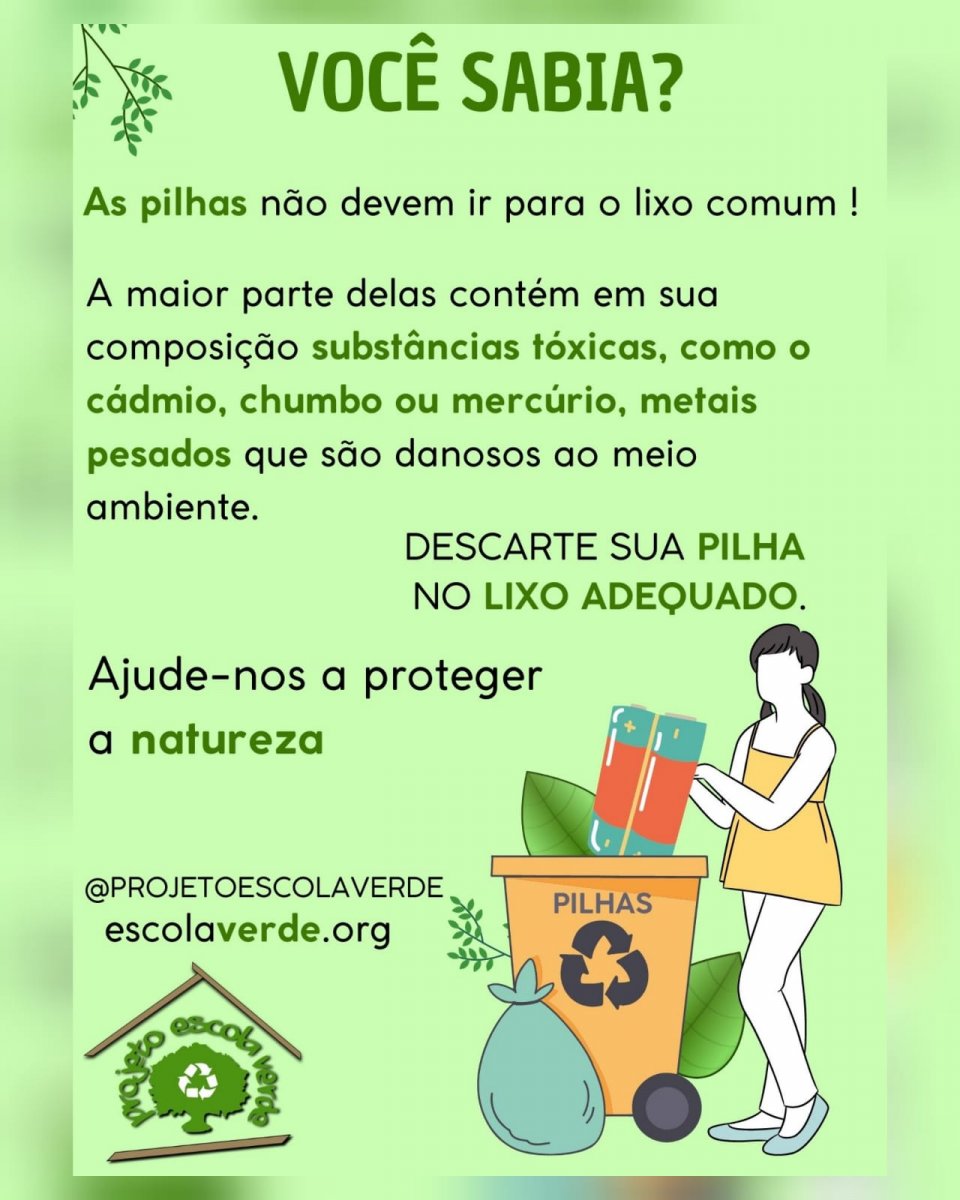 VOCÊ SABIA?
As pilhas não devem ir para o lixo comum !
A maior parte delas contém em sua
composição substâncias tóxicas, como o
cádmio, chumbo ou mercúrio, metais
pesados que são danosos ao meio
ambiente.
DESCARTE SUA PILHA
NO LIXO ADEQUADO.
Ajude-nos a proteger
a natureza
@PROJETOESCOLAVERDE
escolaverde.org
PILHAS
projeto escola verde